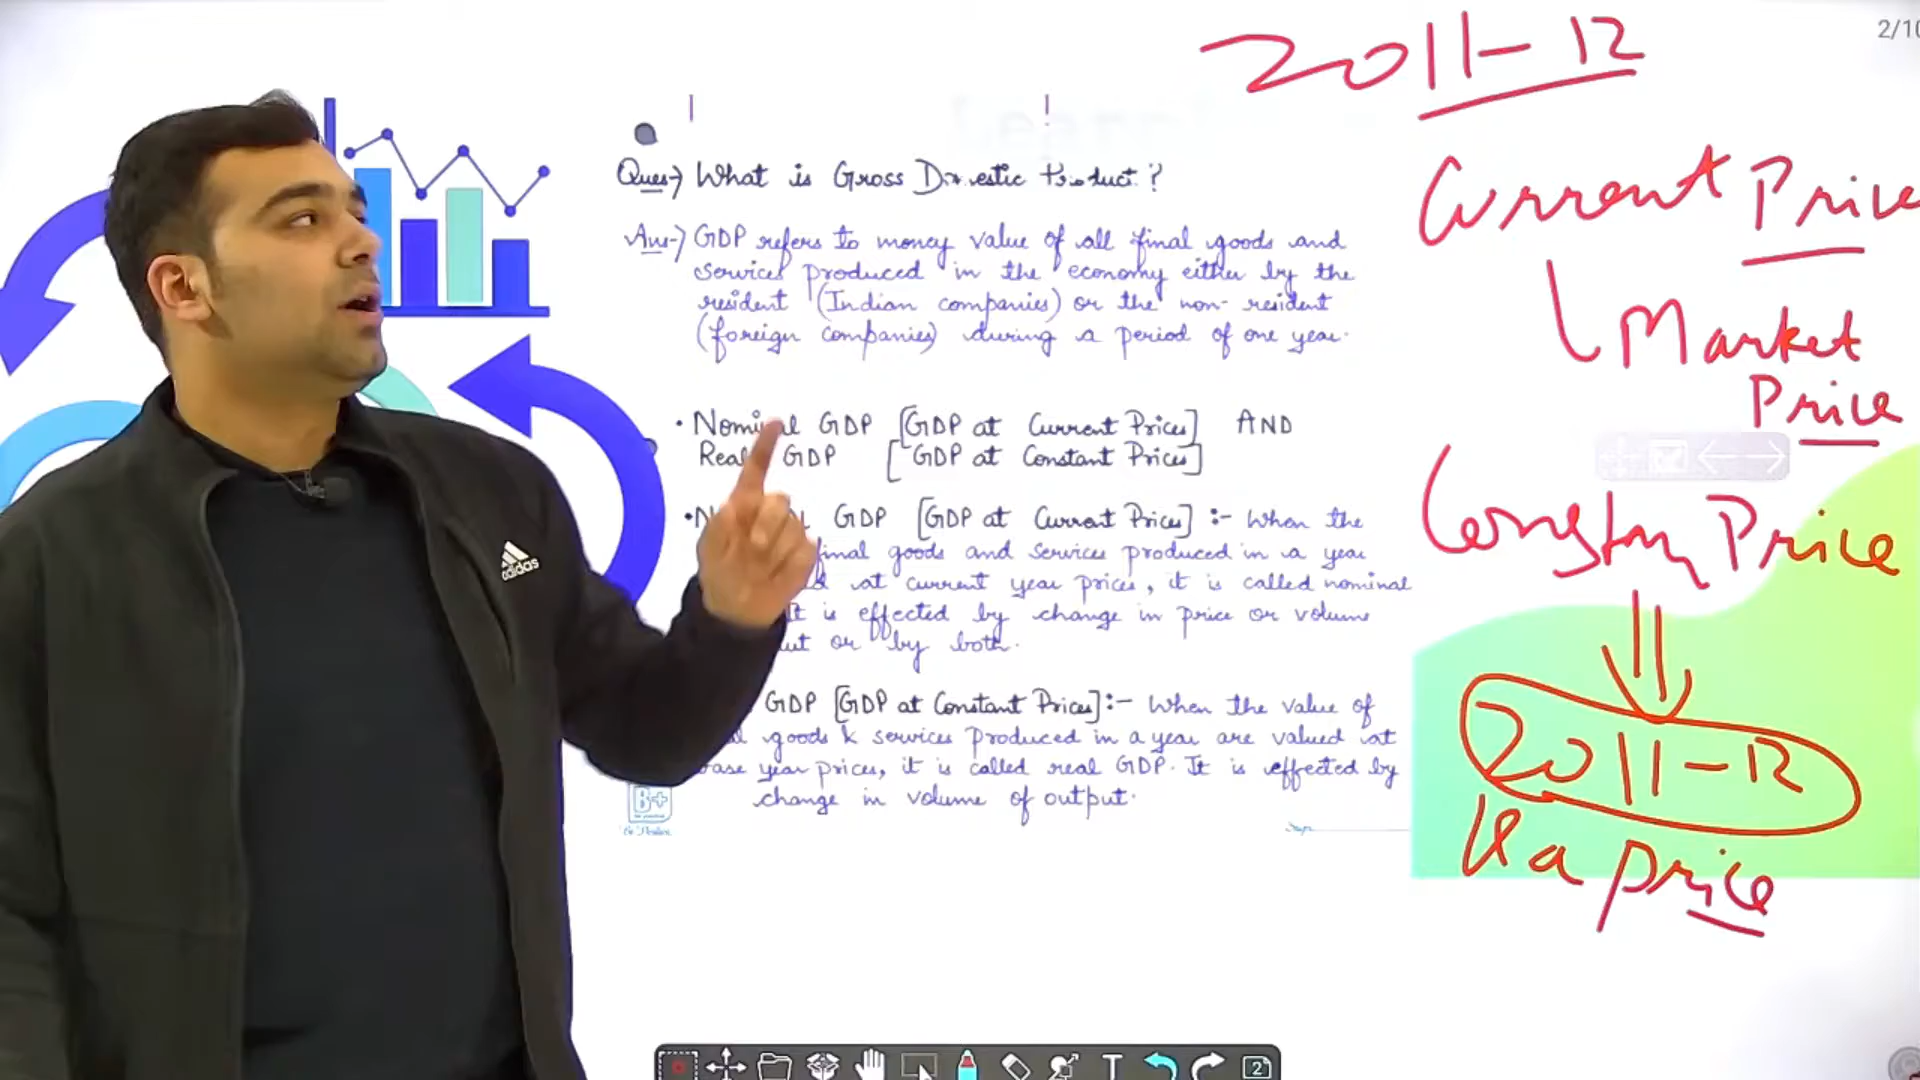 2/10
2011-12
Ques→ What is Gross Domestic Product?
Ans→ GDP refers to money value of all final goods and
services produced in the economy either by the
resident (Indian companies) or the non-resident
(foreign companies) during a period of one year.
• Nominal GDP [GDP at Current Prices] AND
Real GDP [GDP at Constant Prices]
• GDP [GDP at Current Prices] :- When the
final goods and services produced in a year
at current year prices, it is called nominal
It is effected by change in price or volume
or by both.
GDP [GDP at Constant Prices] :- When the value of
goods & services produced in a year are valued at
base year prices, it is called real GDP. It is effected by
change in volume of output.
Current Price
Market
Price
Price
2011-12
Ka price
adidas
B+
T
2